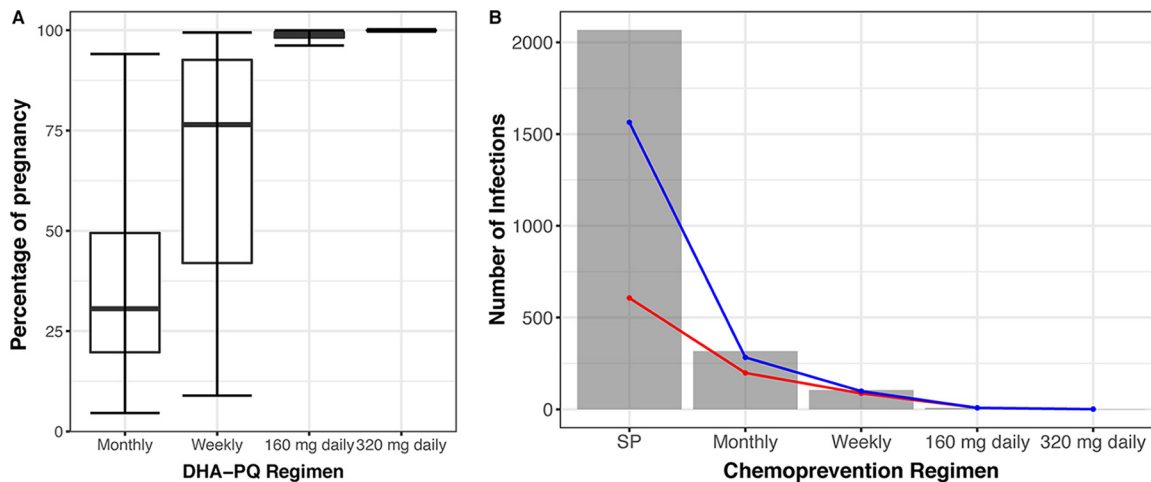 A
Percentage of pregnancy
100
75
50
25
0
Monthly Weekly 160 mg daily 320 mg daily
DHA−PQ Regimen
B
Number of Infections
2000
1500
1000
500
0
SP Monthly Weekly 160 mg daily 320 mg daily
Chemoprevention Regimen